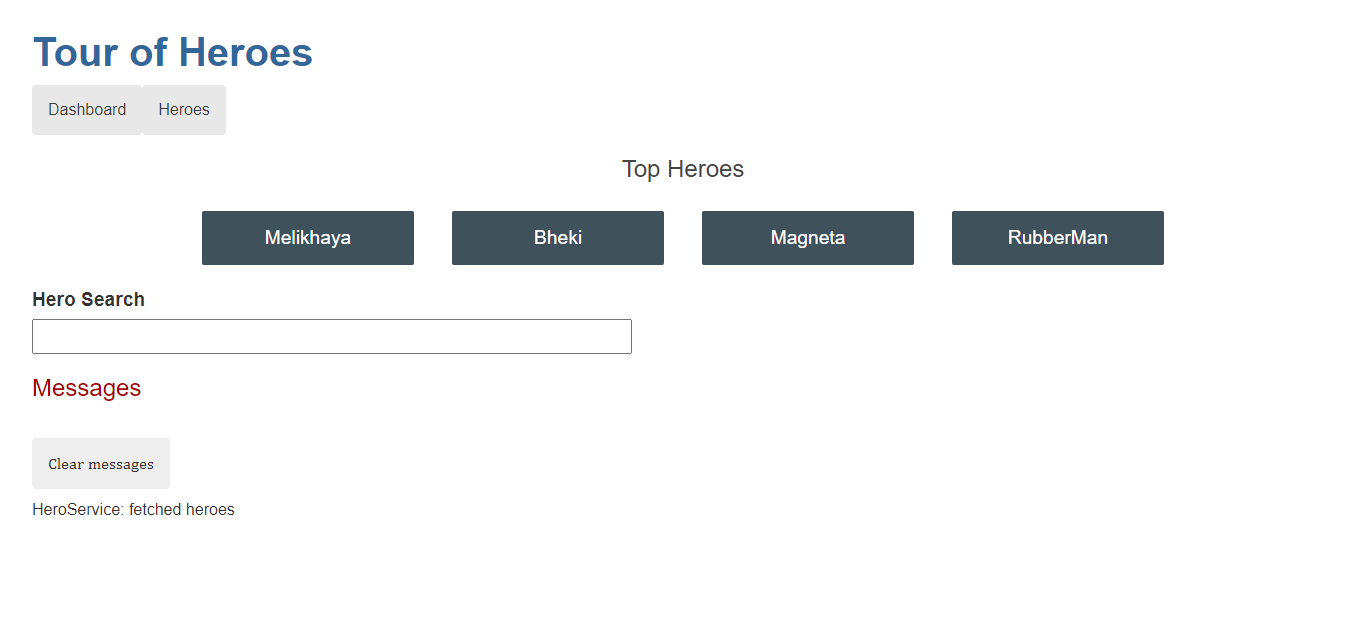 Tour of Heroes
Dashboard Heroes
Top Heroes
Melikhaya Bheki Magneta RubberMan
Hero Search
Messages
Clear messages
HeroService: fetched heroes